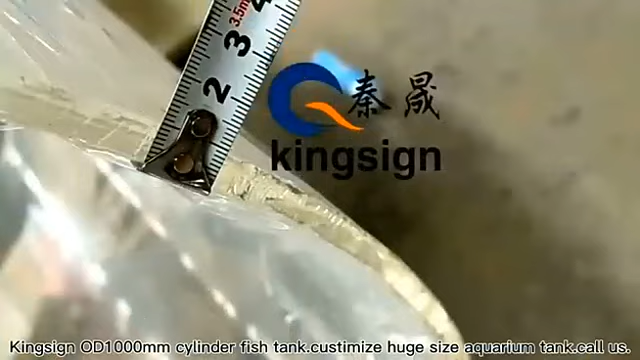 3.5m
4
3
2
秦晟
kingsign
Kingsign OD1000mm cylinder fish tank.custimize huge size aquarium tank.call us.